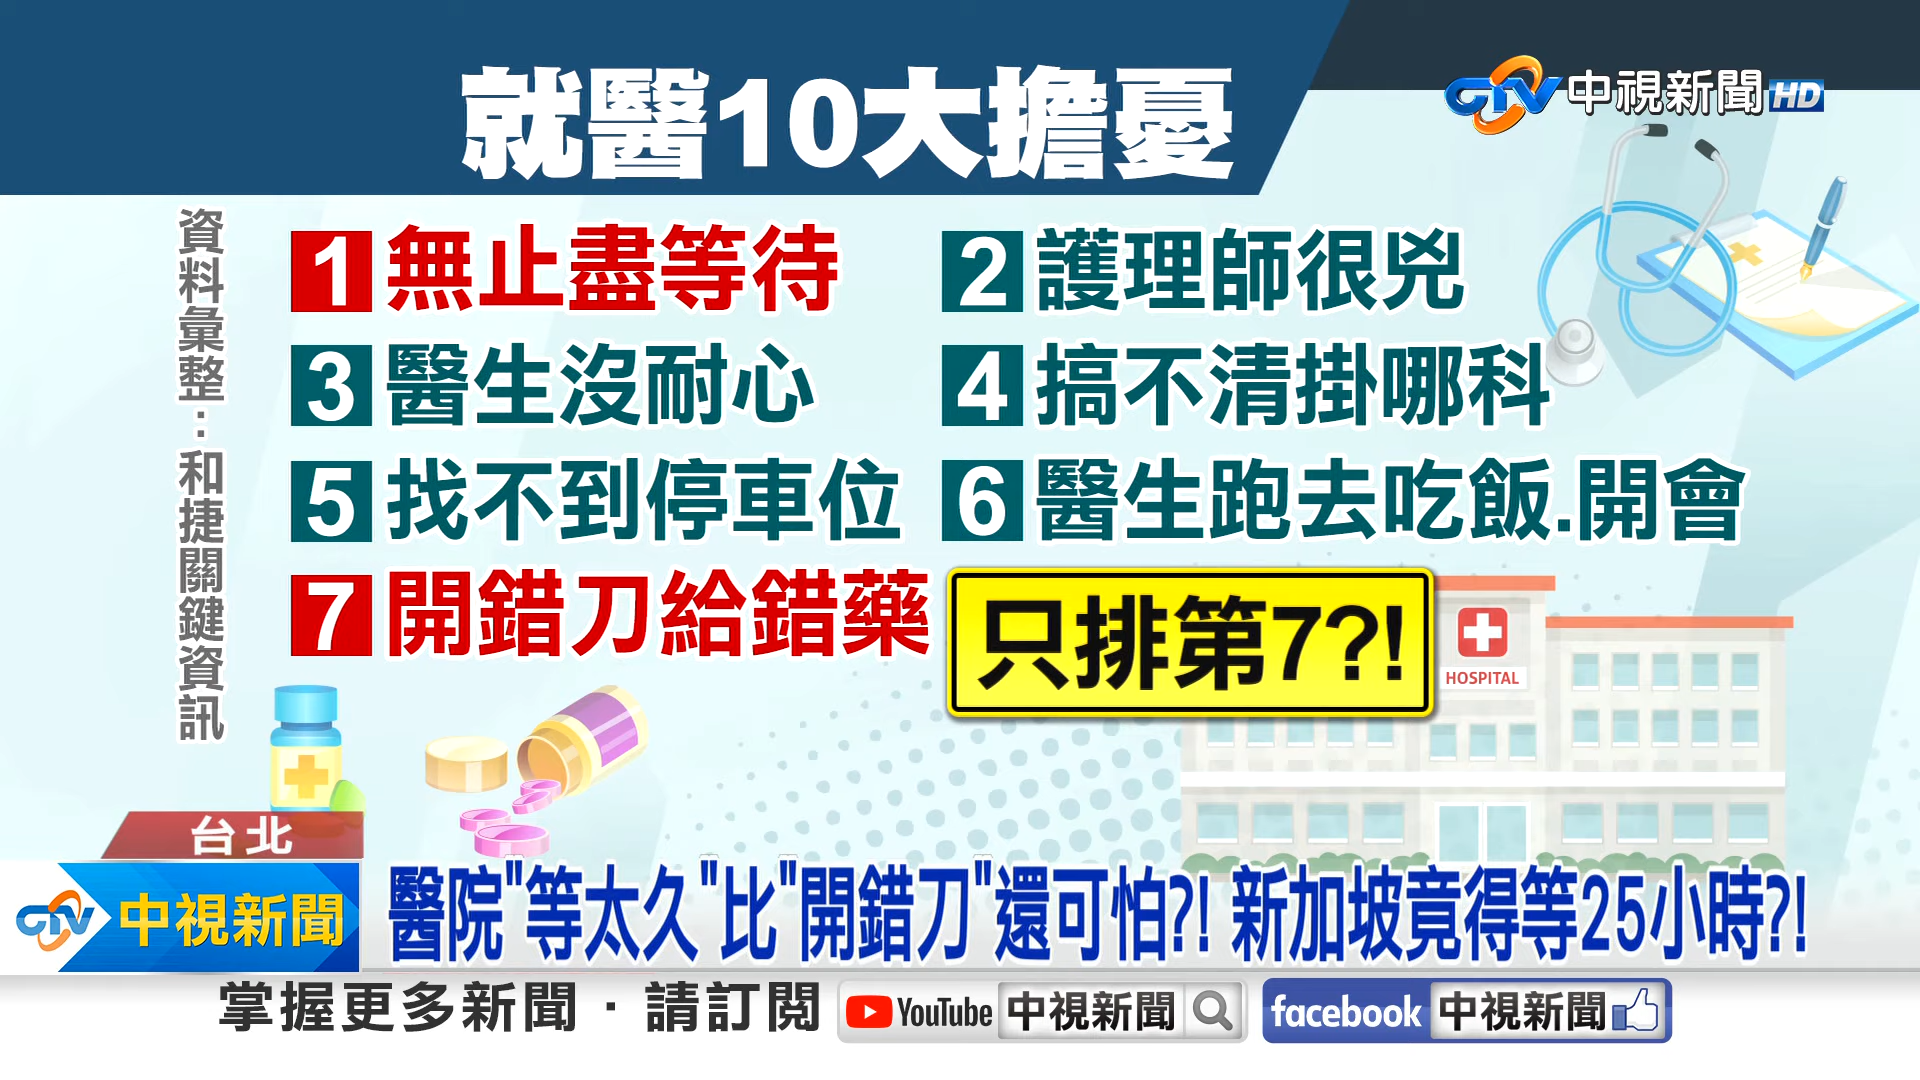 就醫10大擔憂
CTV 中視新聞HD
資料彙整:和捷關鍵資訊
1 無止盡等待
2 護理師很兇
3 醫生沒耐心
4 搞不清掛哪科
5 找不到停車位
6 醫生跑去吃飯.開會
7 開錯刀給錯藥
只排第7?!
HOSPITAL
台北
CTV 中視新聞
醫院"等太久"比"開錯刀"還可怕?! 新加坡竟得等25小時?!
掌握更多新聞・請訂閱 YouTube 中視新聞 facebook 中視新聞